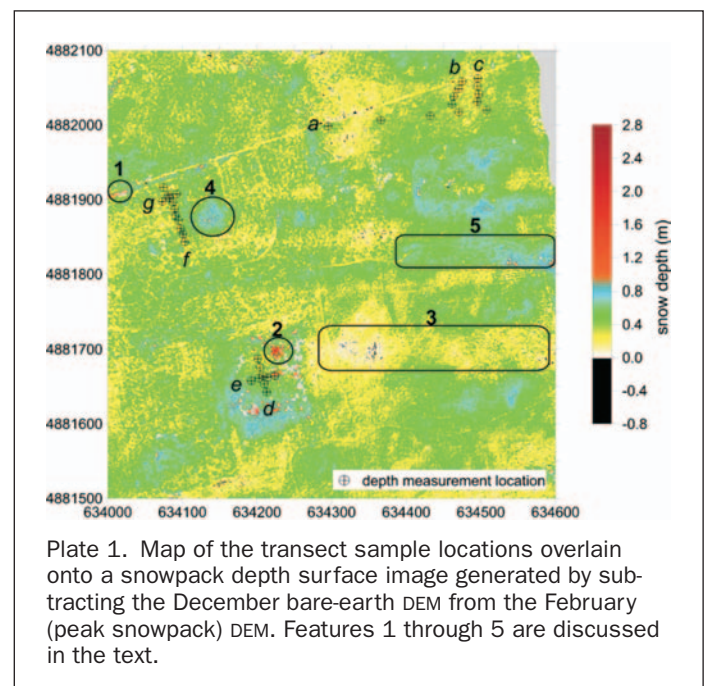 4882100
4882000
4881900
4881800
4881700
4881600
4881500
634000 634100 634200 634300 634400 634500 634600
b c
a
1
4
g
f
5
3
2
e
d
⊕ depth measurement location
2.8
2.4
2.0
1.6
1.2
0.8
0.4
0.0
-0.4
-0.8
snow depth (m)
Plate 1. Map of the transect sample locations overlain
onto a snowpack depth surface image generated by sub-
tracting the December bare-earth DEM from the February
(peak snowpack) DEM. Features 1 through 5 are discussed
in the text.